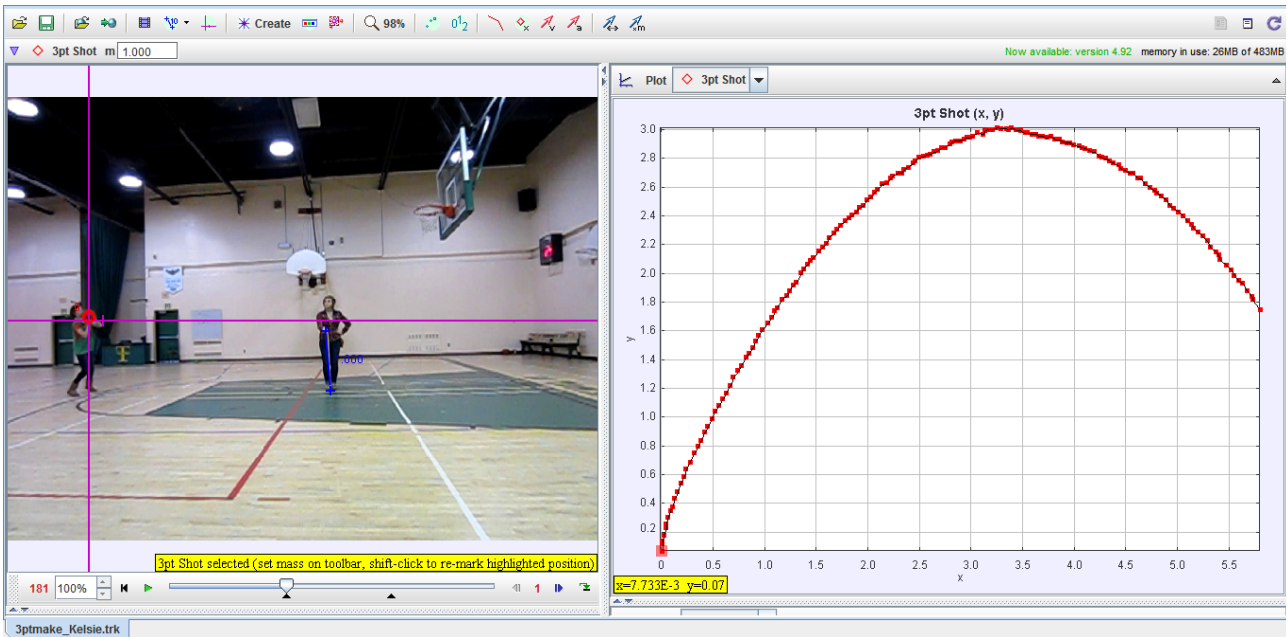 Create 98%
3pt Shot m 1.000
Now available: version 4.92 memory in use: 26MB of 483MB
Plot 3pt Shot
3pt Shot (x, y)
3.0
2.8
2.6
2.4
2.2
2.0
1.8
1.6
1.4
1.2
1.0
0.8
0.6
0.4
0.2
y
0 0.5 1.0 1.5 2.0 2.5 3.0 3.5 4.0 4.5 5.0 5.5
x
x=7.733E-3 y=0.07
.000
3pt Shot selected (set mass on toolbar, shift-click to re-mark highlighted position)
181 100% 1
3ptmake_Kelsie.trk